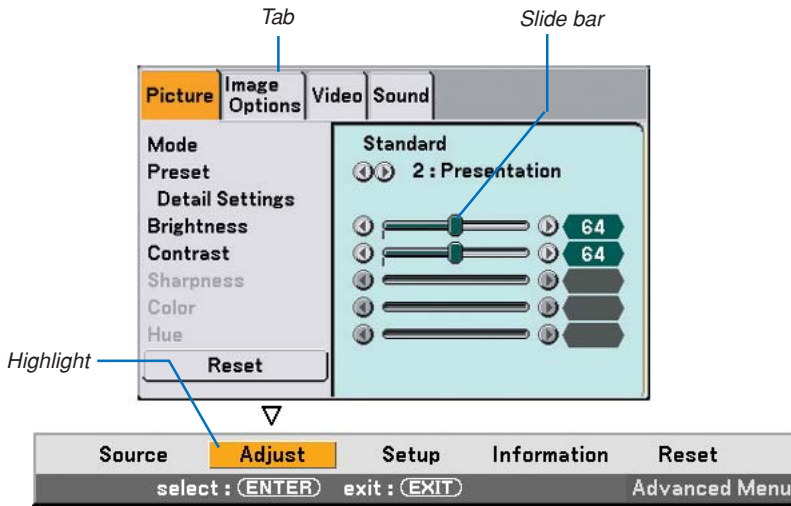 Tab Slide bar
Picture Image Options Video Sound
Mode Standard
Preset 2 : Presentation
Detail Settings
Brightness 64
Contrast 64
Sharpness
Color
Hue
Highlight
Reset
Source Adjust Setup Information Reset
select : ENTER exit : EXIT Advanced Menu